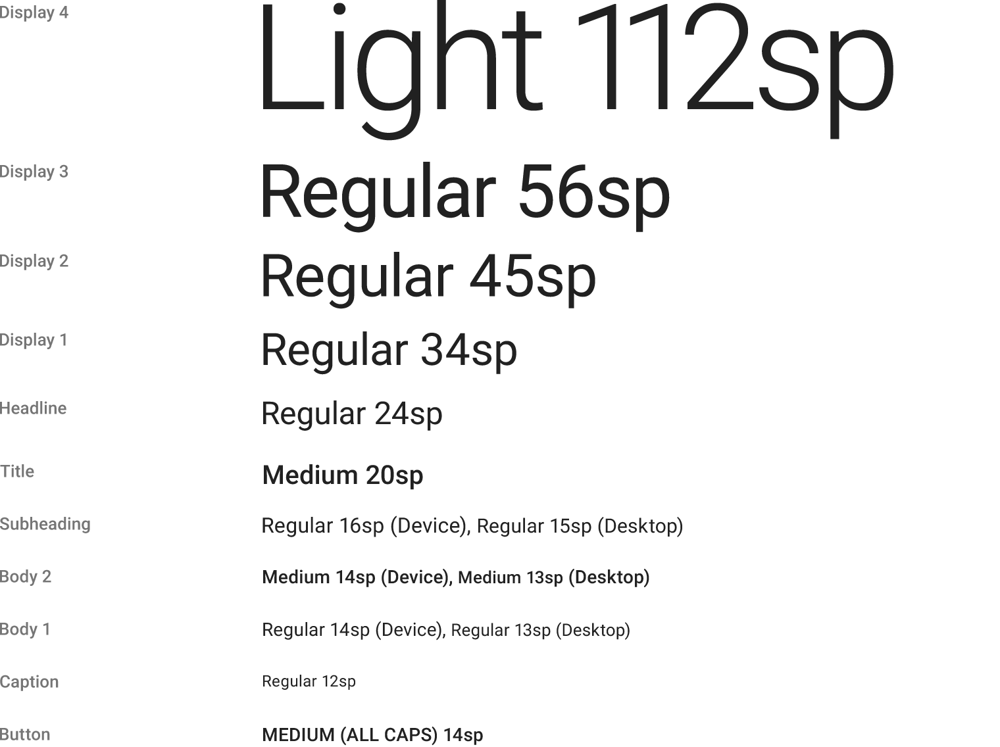 Display 4 Light 112sp
Display 3 Regular 56sp
Display 2 Regular 45sp
Display 1 Regular 34sp
Headline Regular 24sp
Title Medium 20sp
Subheading Regular 16sp (Device), Regular 15sp (Desktop)
Body 2 Medium 14sp (Device), Medium 13sp (Desktop)
Body 1 Regular 14sp (Device), Regular 13sp (Desktop)
Caption Regular 12sp
Button MEDIUM (ALL CAPS) 14sp